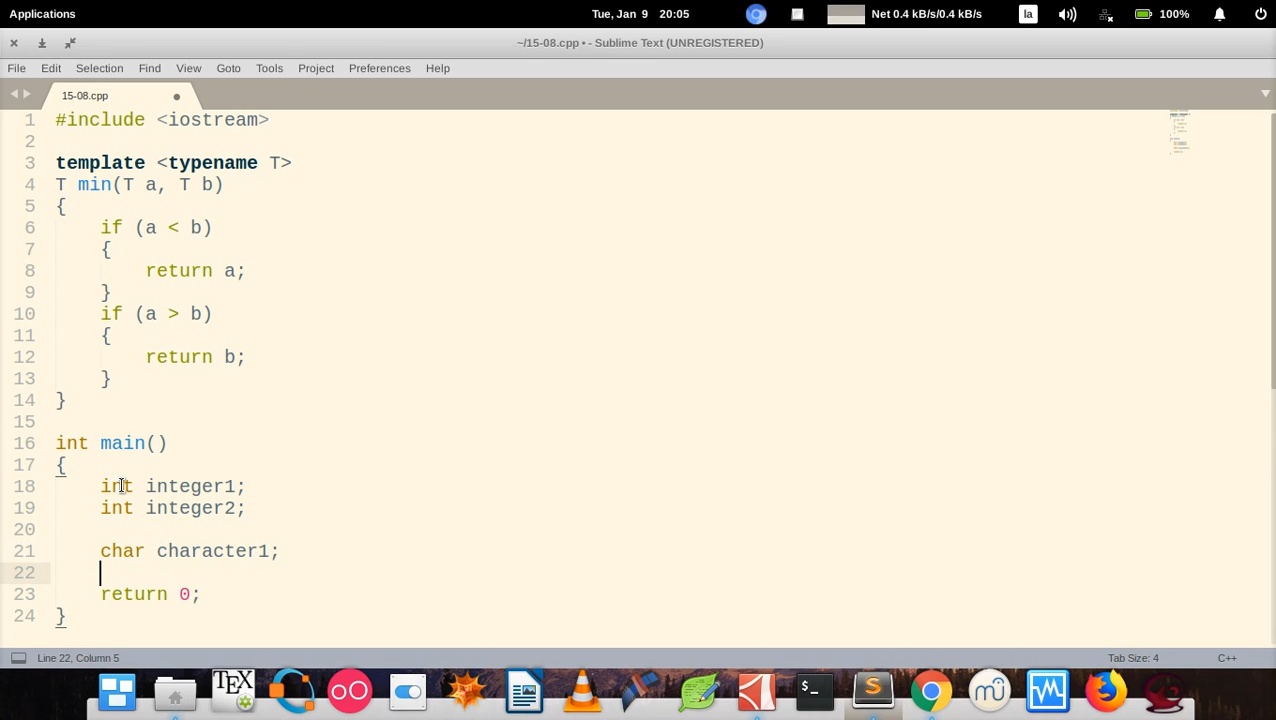 Applications
Tue, Jan 9 20:05
Net 0.4 kB/s/0.4 kB/s
la
100%
~/15-08.cpp • - Sublime Text (UNREGISTERED)
File Edit Selection Find View Goto Tools Project Preferences Help
15-08.cpp
1 #include <iostream>
2
3 template <typename T>
4 T min(T a, T b)
5 {
6 if (a < b)
7 {
8 return a;
9 }
10 if (a > b)
11 {
12 return b;
13 }
14 }
15
16 int main()
17 {
18 int integer1;
19 int integer2;
20
21 char character1;
22
23 return 0;
24 }
Line 22, Column 5
Tab Size: 4
C++
TEX